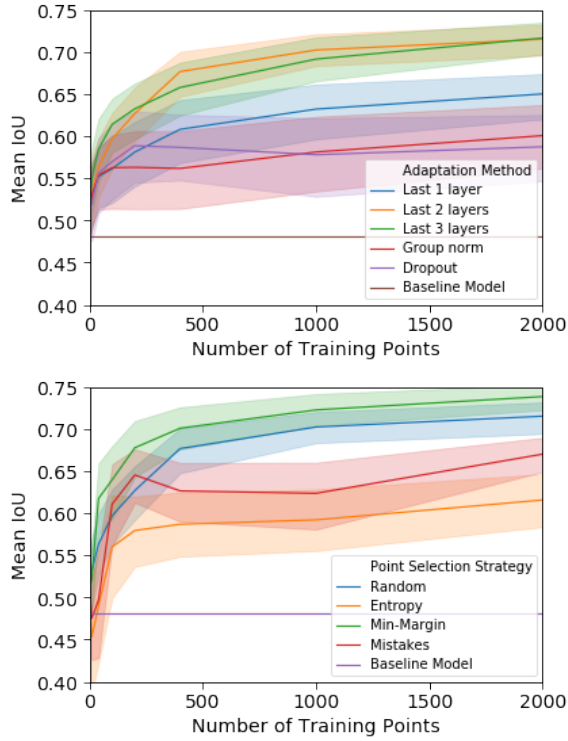 0.75
0.70
0.65
0.60
0.55
0.50
0.45
0.40
Mean IoU
Adaptation Method
Last 1 layer
Last 2 layers
Last 3 layers
Group norm
Dropout
Baseline Model
0 500 1000 1500 2000
Number of Training Points
0.75
0.70
0.65
0.60
0.55
0.50
0.45
0.40
Mean IoU
Point Selection Strategy
Random
Entropy
Min-Margin
Mistakes
Baseline Model
0 500 1000 1500 2000
Number of Training Points